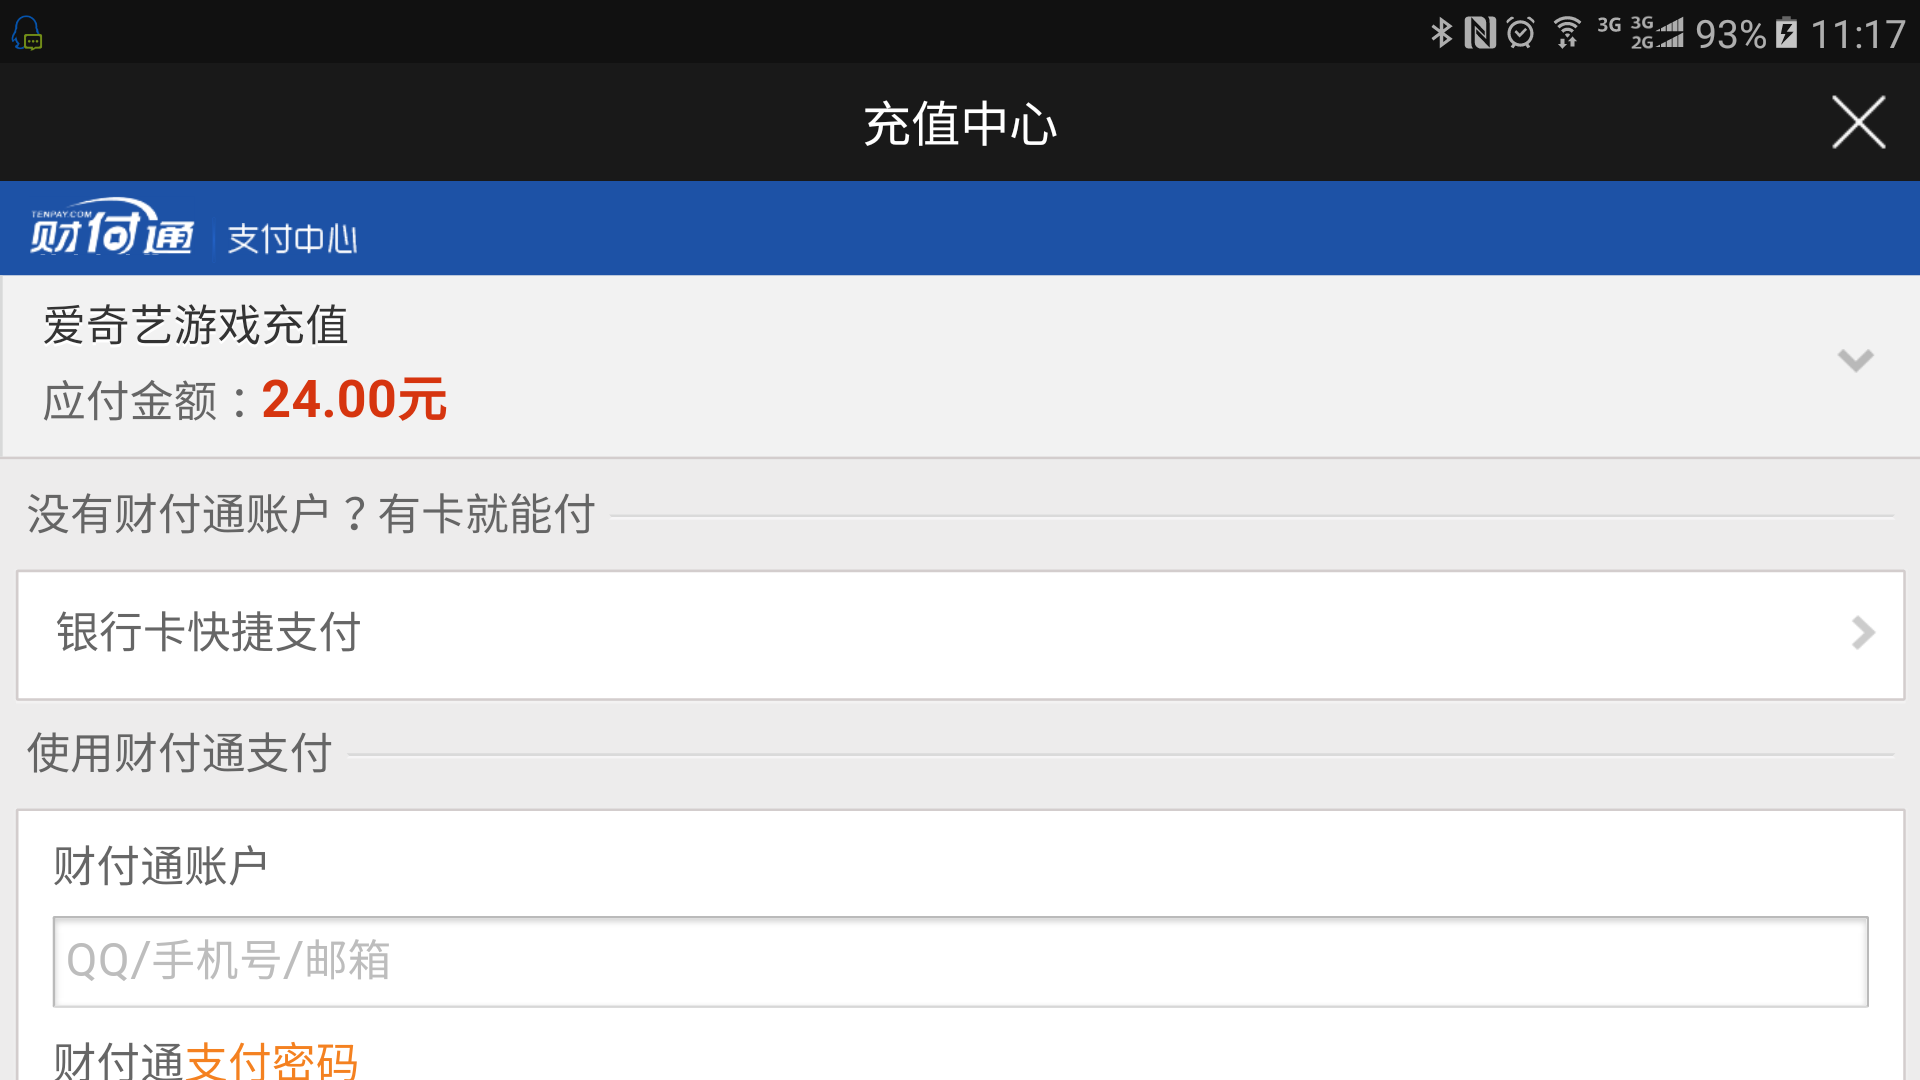 3G 3G 2G 93% 11:17
充值中心
TENPAY.COM
财付通 支付中心
爱奇艺游戏充值
应付金额：24.00元
没有财付通账户？有卡就能付
银行卡快捷支付
使用财付通支付
财付通账户
QQ/手机号/邮箱
财付通支付密码